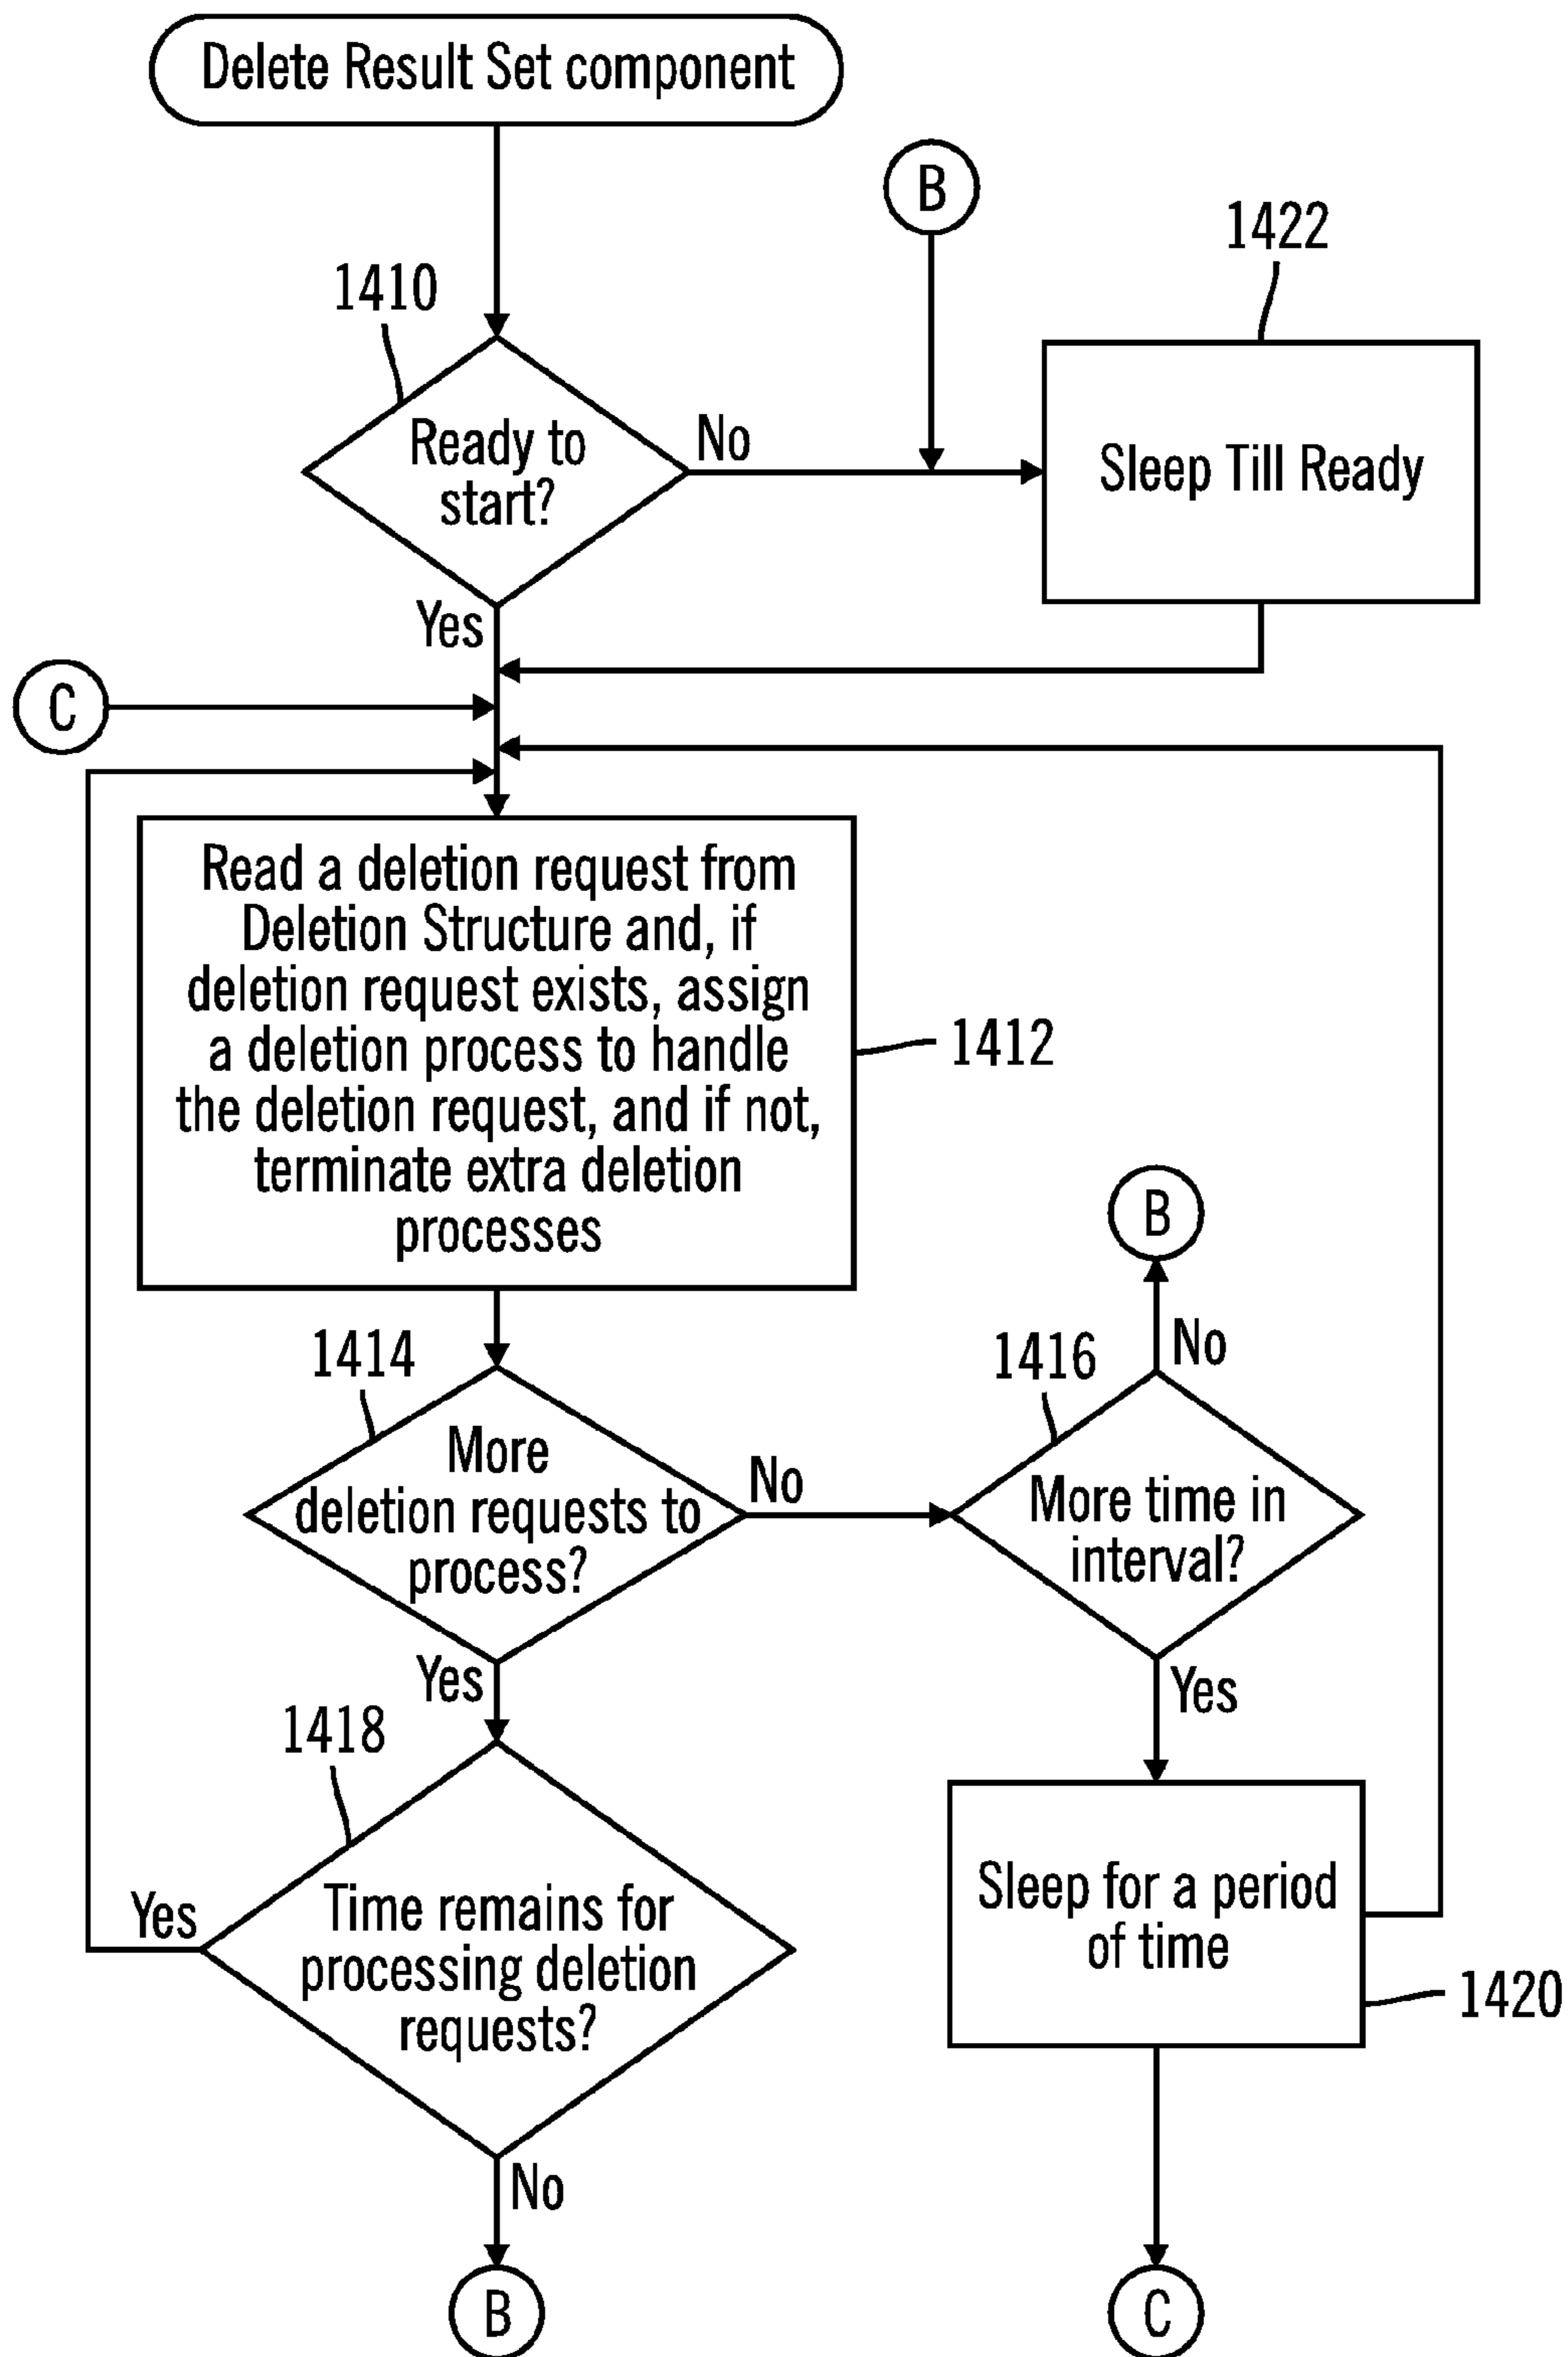 Delete Result Set component
B
1422
1410
Ready to
start?
No
Sleep Till Ready
Yes
C
Read a deletion request from
Deletion Structure and, if
deletion request exists, assign
a deletion process to handle
the deletion request, and if not,
terminate extra deletion
processes
1412
B
No
1414
1416
More
deletion requests to
process?
No
More time in
interval?
Yes
Yes
1418
Time remains for
processing deletion
requests?
Yes
Sleep for a period
of time
1420
No
B
C